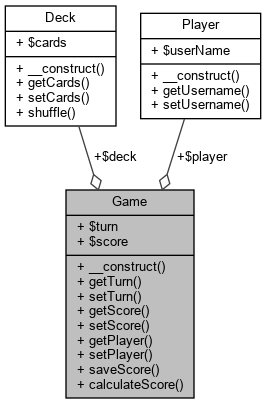 Deck
+ $cards
+ __construct()
+ getCards()
+ setCards()
+ shuffle()
Player
+ $userName
+ __construct()
+ getUsername()
+ setUsername()
+$deck
+$player
Game
+ $turn
+ $score
+ __construct()
+ getTurn()
+ setTurn()
+ getScore()
+ setScore()
+ getPlayer()
+ setPlayer()
+ saveScore()
+ calculateScore()